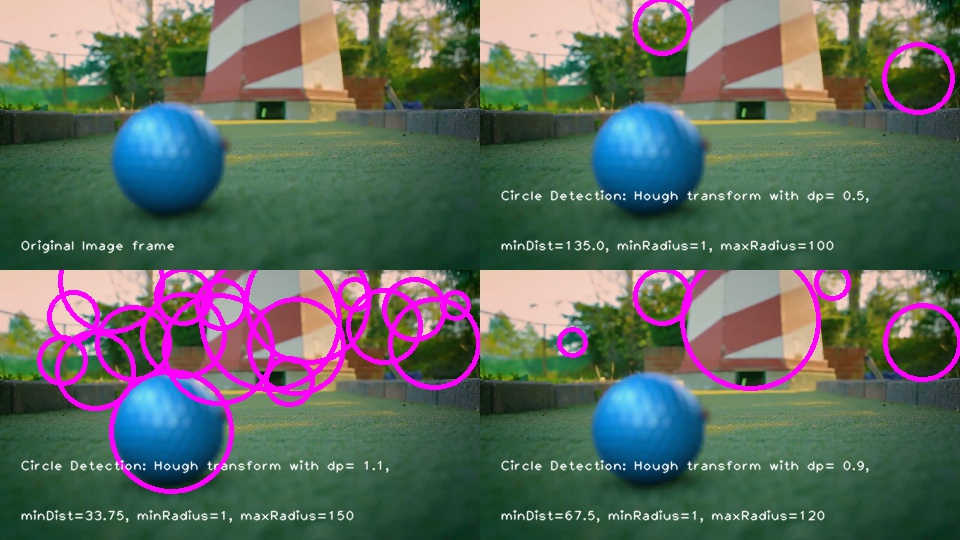 Original Image frame
Circle Detection: Hough transform with dp= 0.5,
minDist=135.0, minRadius=1, maxRadius=100
Circle Detection: Hough transform with dp= 1.1,
minDist=33.75, minRadius=1, maxRadius=150
Circle Detection: Hough transform with dp= 0.9,
minDist=67.5, minRadius=1, maxRadius=120